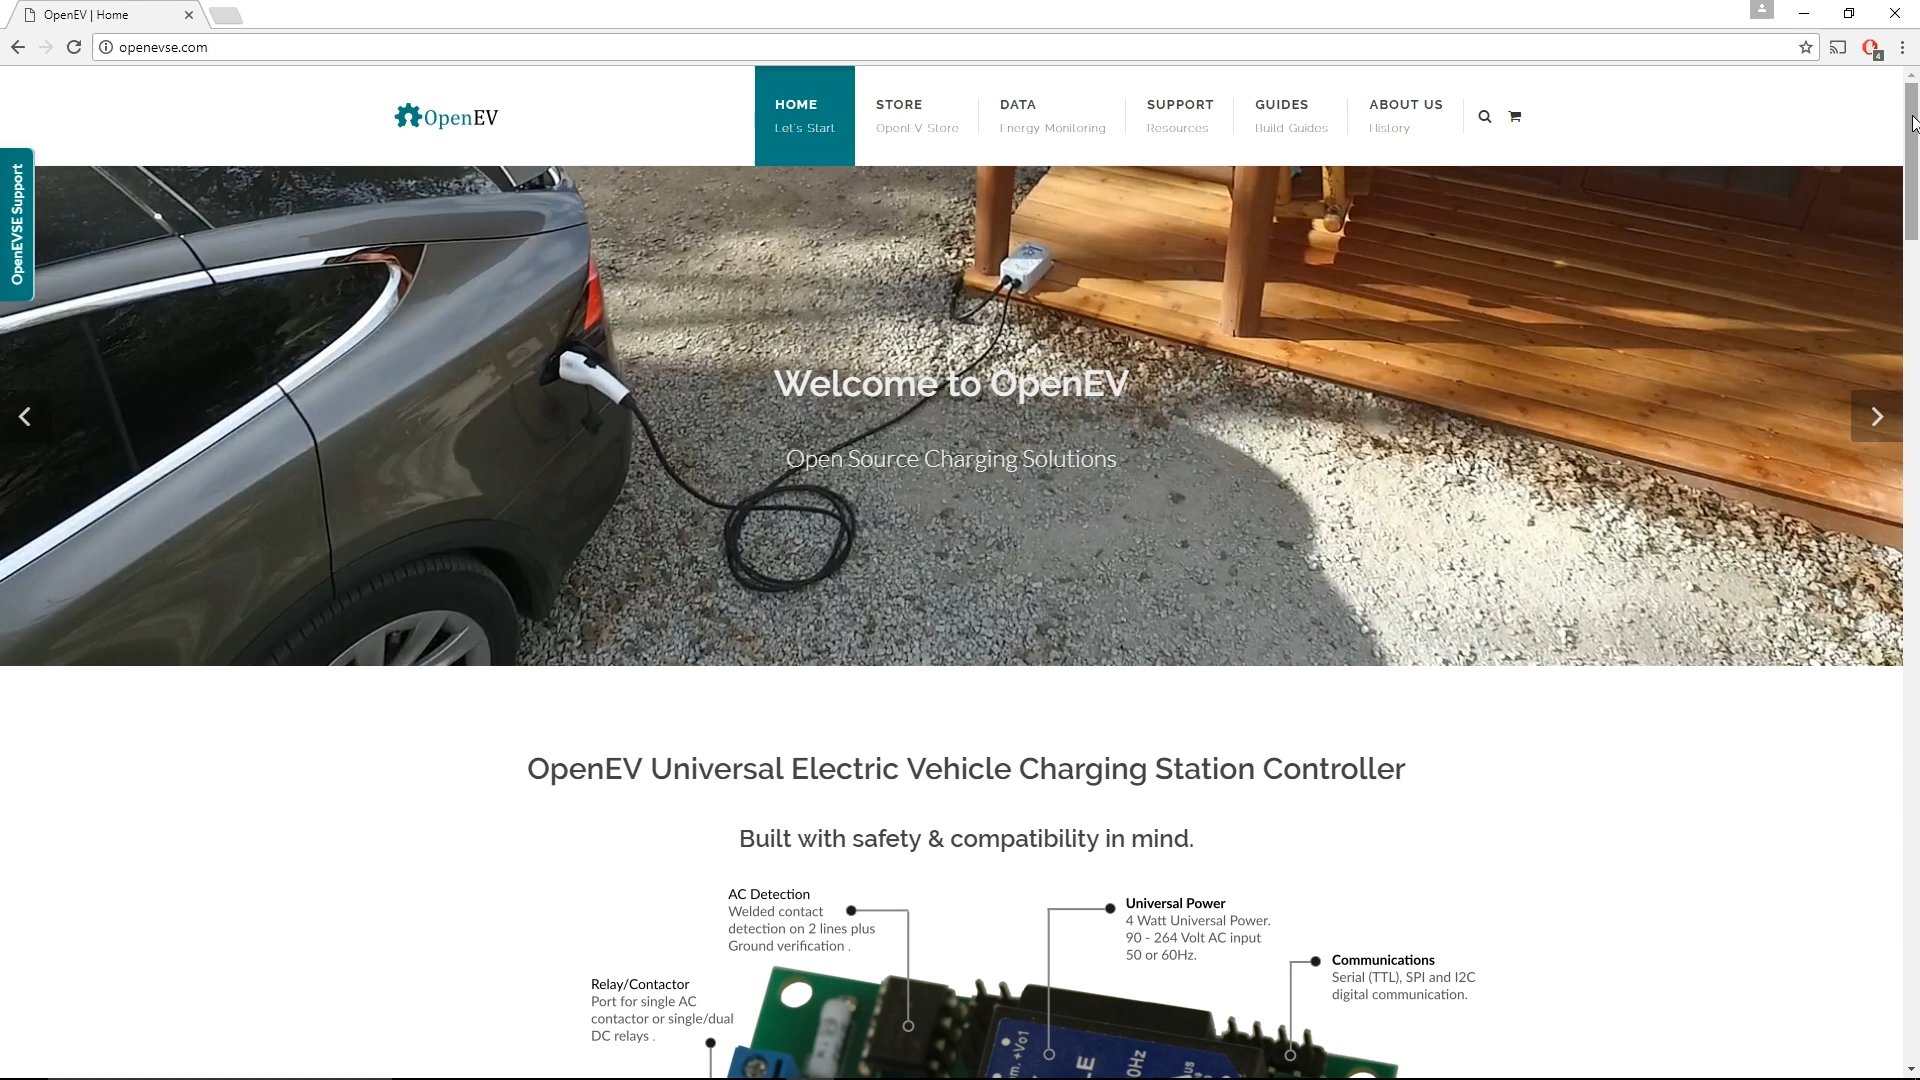 OpenEV | Home
openevse.com
4
OpenEV
HOME
Let's Start
STORE
OpenEV Store
DATA
Energy Monitoring
SUPPORT
Resources
GUIDES
Build Guides
ABOUT US
History
OpenEVSE Support
Welcome to OpenEV
Open Source Charging Solutions
OpenEV Universal Electric Vehicle Charging Station Controller
Built with safety & compatibility in mind.
AC Detection
Welded contact
detection on 2 lines plus
Ground verification .
Universal Power
4 Watt Universal Power.
90 - 264 Volt AC input
50 or 60Hz.
Communications
Serial (TTL), SPI and I2C
digital communication.
Relay/Contactor
Port for single AC
contactor or single/dual
DC relays .
+Vo1